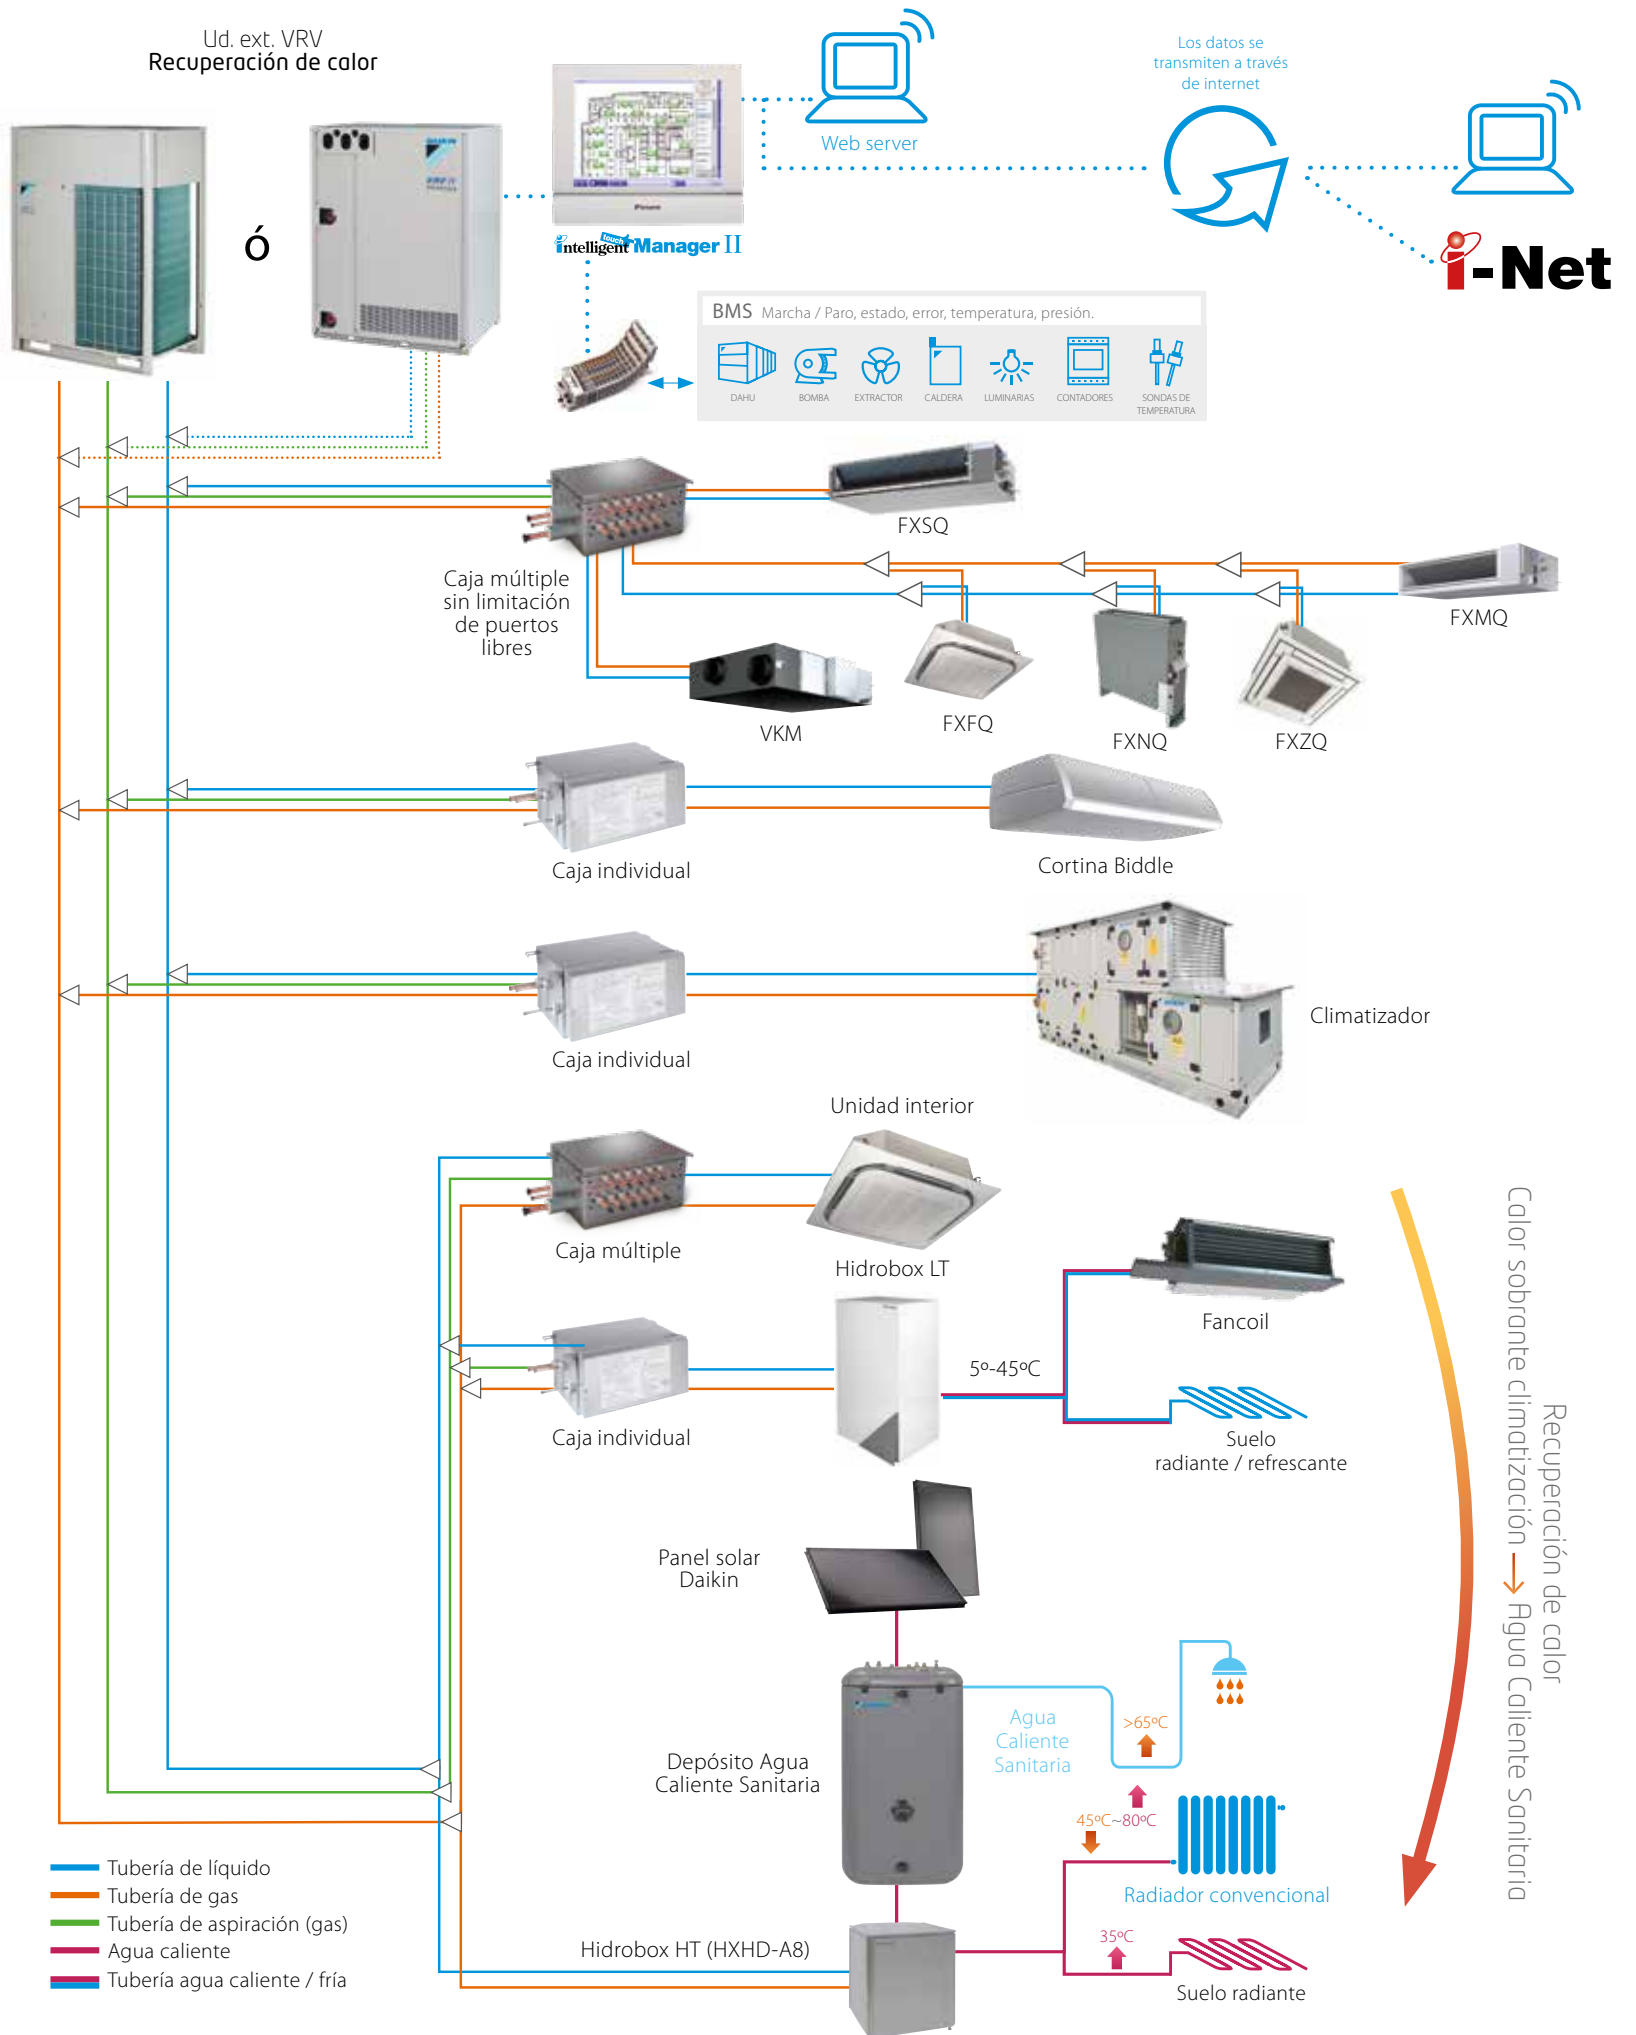 Ud. ext. VRV
Recuperación de calor
ó
intelligent touch Manager II
Web server
Los datos se
transmiten a través
de internet
i-Net
BMS Marcha / Paro, estado, error, temperatura, presión.
DAHU
BOMBA
EXTRACTOR
CALDERA
LUMINARIAS
CONTADORES
SONDAS DE
TEMPERATURA
FXSQ
Caja múltiple
sin limitación
de puertos
libres
FXMQ
VKM
FXFQ
FXNQ
FXZQ
Caja individual
Cortina Biddle
Caja individual
Climatizador
Unidad interior
Caja múltiple
Hidrobox LT
Fancoil
5º-45ºC
Caja individual
Suelo
radiante / refrescante
Panel solar
Daikin
Agua
Caliente
Sanitaria
>65ºC
Depósito Agua
Caliente Sanitaria
45ºC~80ºC
Radiador convencional
35ºC
Hidrobox HT (HXHD-A8)
Suelo radiante
Recuperación de calor
Calor sobrante climatización → Agua Caliente Sanitaria
Tubería de líquido
Tubería de gas
Tubería de aspiración (gas)
Agua caliente
Tubería agua caliente / fría